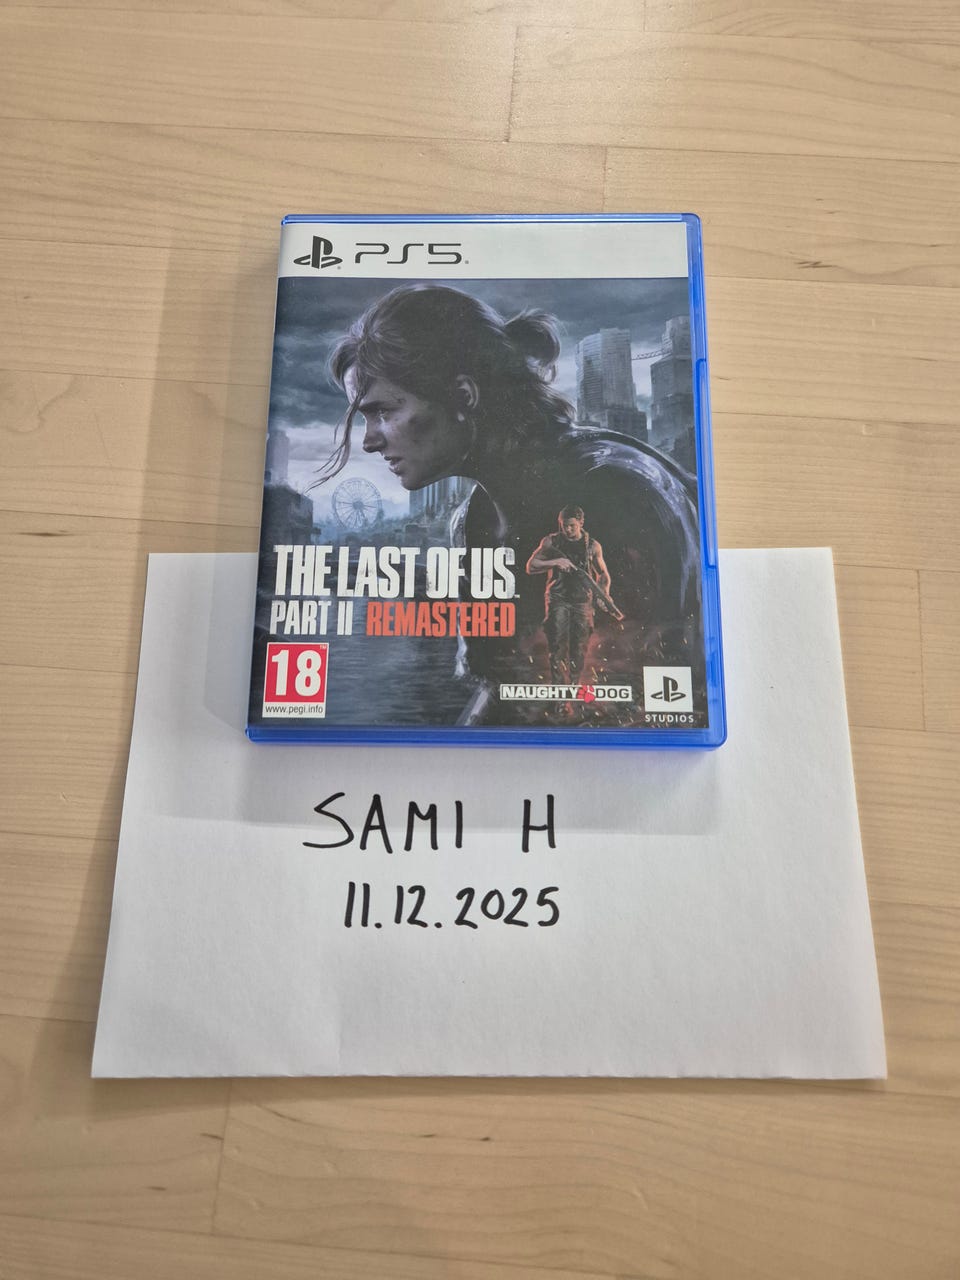 PS5
THE LAST OF US
PART II REMASTERED
18
www.pegi.info
NAUGHTY DOG
STUDIOS
SAMI H
11.12.2025